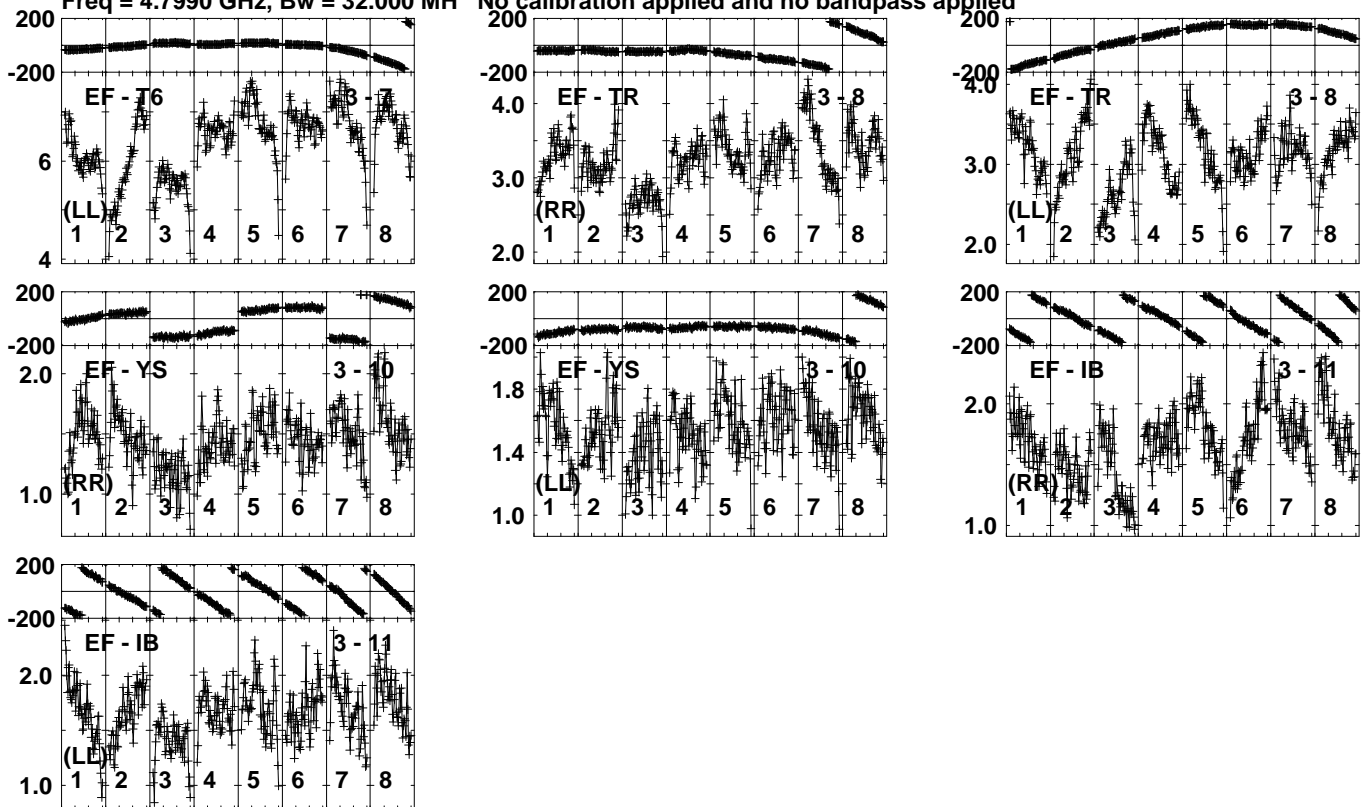 Freq = 4.7990 GHz, Bw = 32.000 MH No calibration applied and no bandpass applied
200
-200
EF - T6 3 - 7
6
(LL)
1 2 3 4 5 6 7 8
4
200
-200
4.0 EF - TR 3 - 8
3.0
(RR)
1 2 3 4 5 6 7 8
2.0
200
-200
4.0 EF - TR 3 - 8
3.0
(LL)
1 2 3 4 5 6 7 8
2.0
200
-200
2.0 EF - YS 3 - 10
1.0 (RR)
1 2 3 4 5 6 7 8
200
-200
EF - YS 3 - 10
1.8
1.4
(LL)
1 2 3 4 5 6 7 8
1.0
200
-200
EF - IB 3 - 11
2.0
(RR)
1 2 3 4 5 6 7 8
1.0
200
-200
EF - IB 3 - 11
2.0
(LL)
1 2 3 4 5 6 7 8
1.0